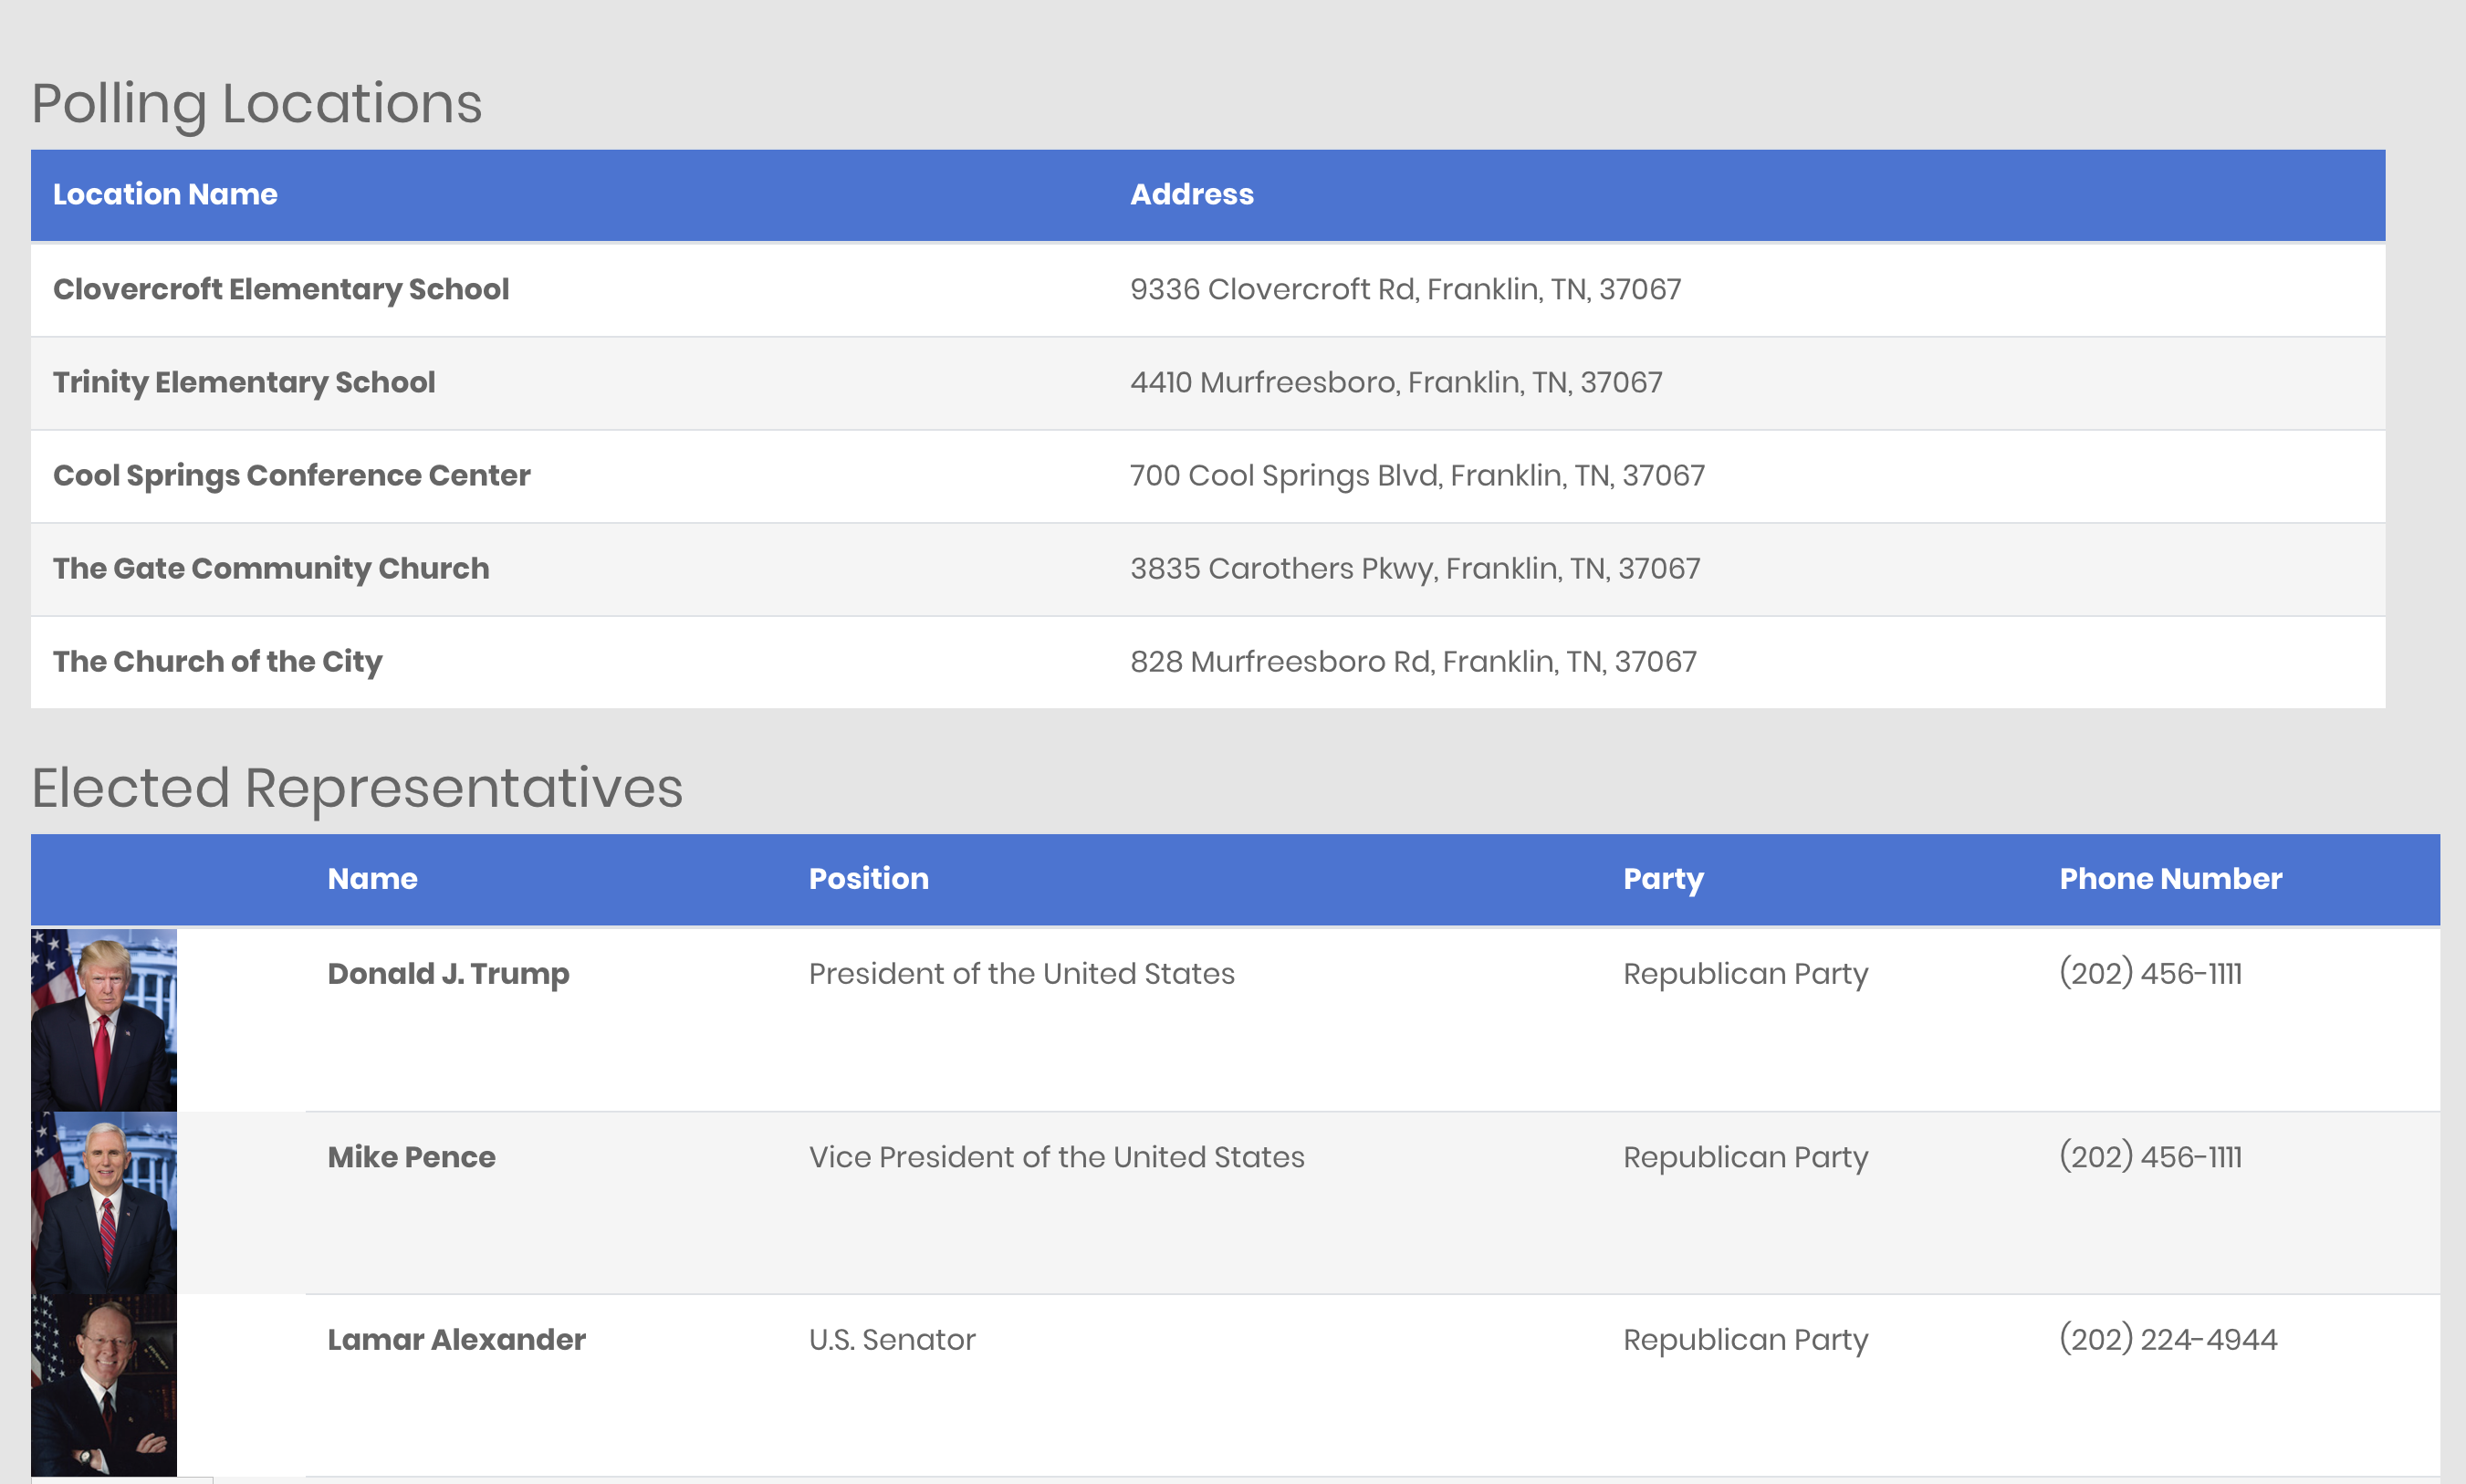 Polling Locations
Location Name Address
Clovercroft Elementary School 9336 Clovercroft Rd, Franklin, TN, 37067
Trinity Elementary School 4410 Murfreesboro, Franklin, TN, 37067
Cool Springs Conference Center 700 Cool Springs Blvd, Franklin, TN, 37067
The Gate Community Church 3835 Carothers Pkwy, Franklin, TN, 37067
The Church of the City 828 Murfreesboro Rd, Franklin, TN, 37067
Elected Representatives
Name Position Party Phone Number
Donald J. Trump President of the United States Republican Party (202) 456-1111
Mike Pence Vice President of the United States Republican Party (202) 456-1111
Lamar Alexander U.S. Senator Republican Party (202) 224-4944